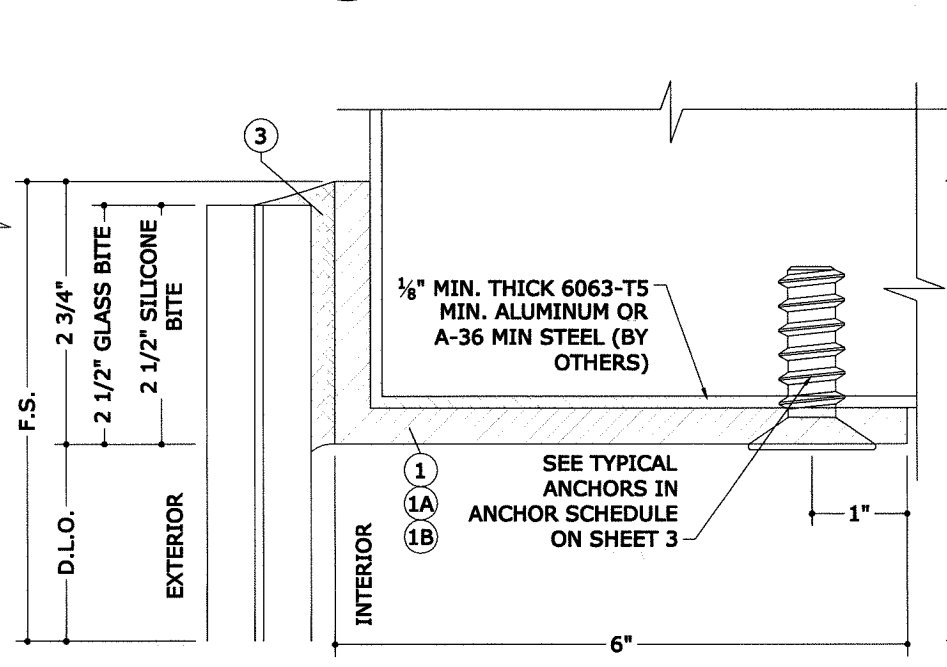 3
F.S.
2 3/4"
2 1/2" GLASS BITE
2 1/2" SILICONE
BITE
⅛" MIN. THICK 6063-T5
MIN. ALUMINUM OR
A-36 MIN STEEL (BY
OTHERS)
D.L.O.
EXTERIOR
INTERIOR
1
1A
1B
SEE TYPICAL
ANCHORS IN
ANCHOR SCHEDULE
ON SHEET 3
1"
6"